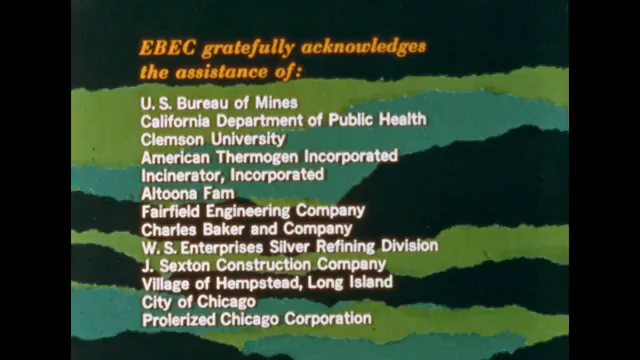 EBEC gratefully acknowledges
the assistance of:
U. S. Bureau of Mines
California Department of Public Health
Clemson University
American Thermogen Incorporated
Incinerator, Incorporated
Altoona Fam
Fairfield Engineering Company
Charles Baker and Company
W. S. Enterprises Silver Refining Division
J. Sexton Construction Company
Village of Hempstead, Long Island
City of Chicago
Prolerized Chicago Corporation